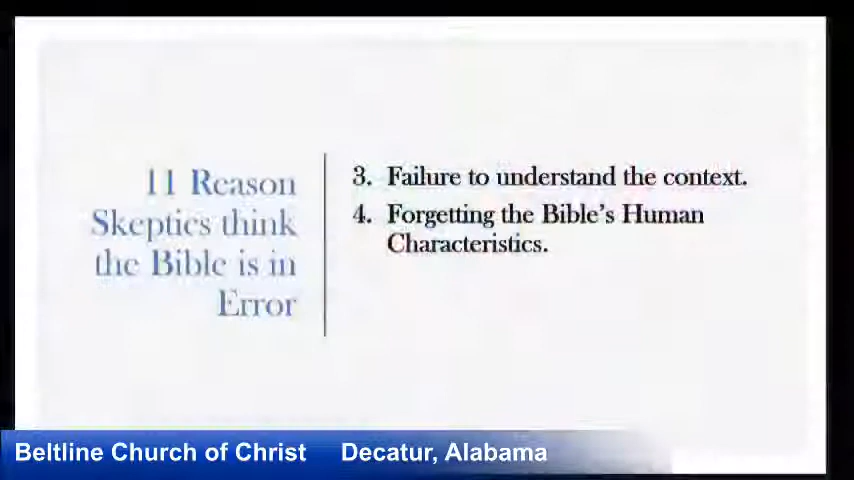 11 Reason
Skeptics think
the Bible is in
Error
3. Failure to understand the context.
4. Forgetting the Bible's Human
Characteristics.
Beltline Church of Christ Decatur, Alabama